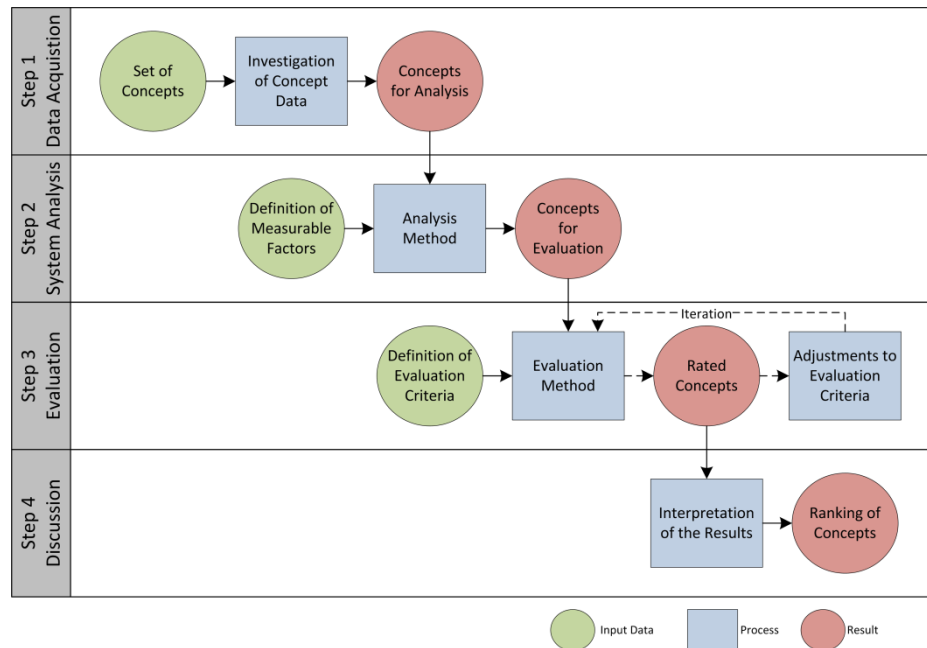 Step 1
Data Acquistion
Set of
Concepts
Investigation
of Concept
Data
Concepts
for Analysis
Step 2
System Analysis
Definition of
Measurable
Factors
Analysis
Method
Concepts
for
Evaluation
Step 3
Evaluation
Iteration
Definition of
Evaluation
Criteria
Evaluation
Method
Rated
Concepts
Adjustments to
Evaluation
Criteria
Step 4
Discussion
Interpretation
of the Results
Ranking of
Concepts
Input Data
Process
Result